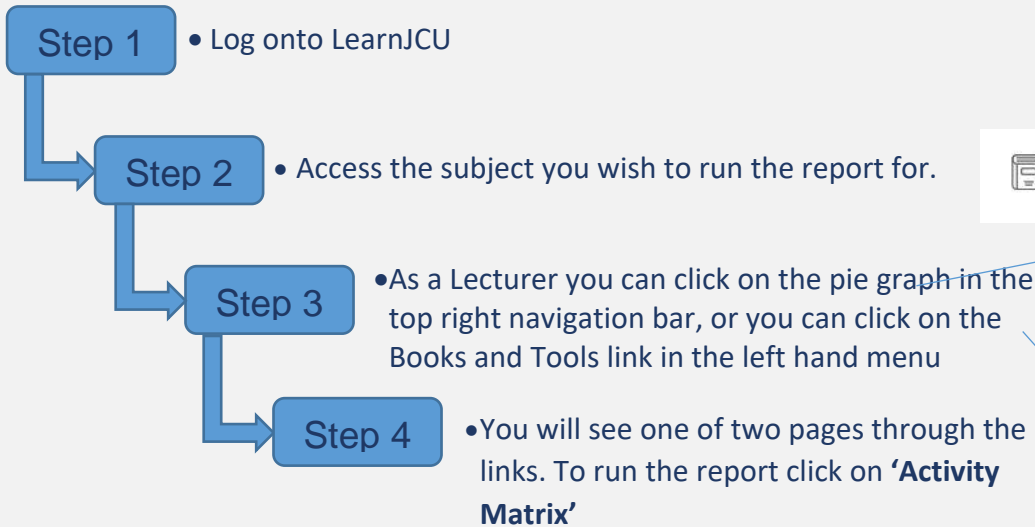 Step 1
• Log onto LearnJCU
Step 2
• Access the subject you wish to run the report for.
Step 3
•As a Lecturer you can click on the pie graph in the
top right navigation bar, or you can click on the
Books and Tools link in the left hand menu
Step 4
•You will see one of two pages through the
links. To run the report click on ‘Activity
Matrix’